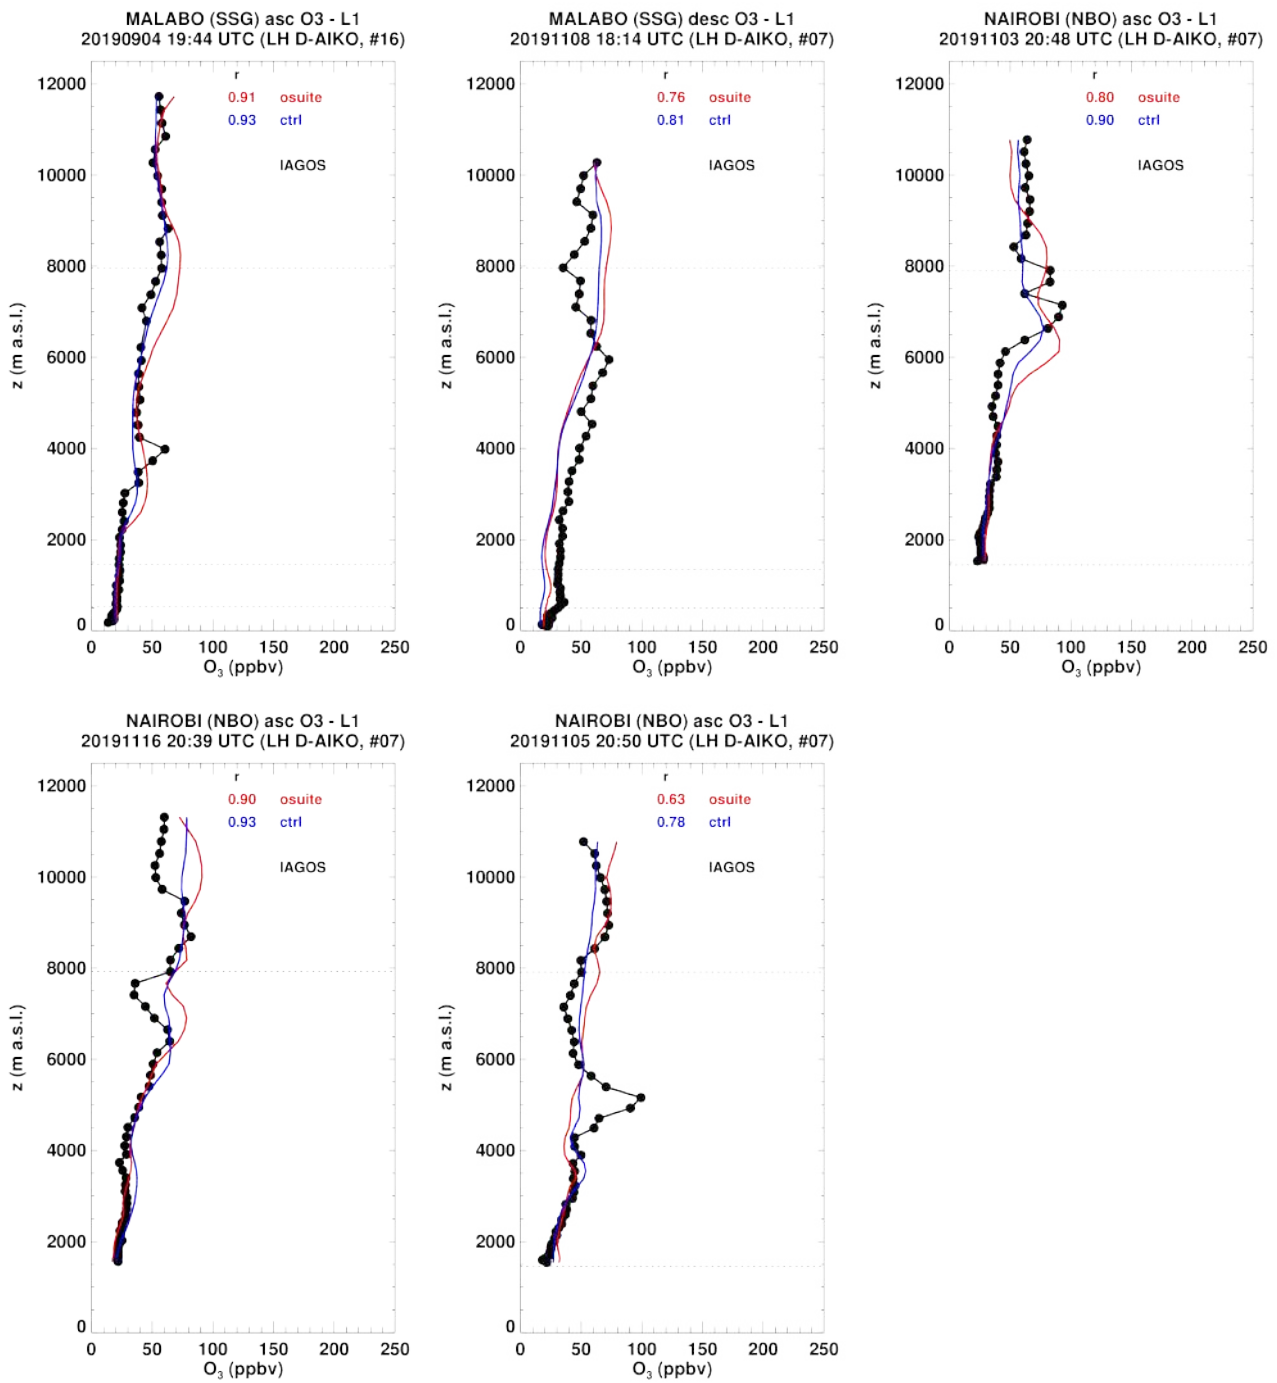 MALABO (SSG) asc O3 - L1
20190904 19:44 UTC (LH D-AIKO, #16)
r
0.91 osuite
0.93 ctrl
IAGOS
12000
10000
8000
6000
4000
2000
0
z (m a.s.l.)
0 50 100 150 200 250
O3 (ppbv)
MALABO (SSG) desc O3 - L1
20191108 18:14 UTC (LH D-AIKO, #07)
r
0.76 osuite
0.81 ctrl
IAGOS
12000
10000
8000
6000
4000
2000
0
z (m a.s.l.)
0 50 100 150 200 250
O3 (ppbv)
NAIROBI (NBO) asc O3 - L1
20191103 20:48 UTC (LH D-AIKO, #07)
r
0.80 osuite
0.90 ctrl
IAGOS
12000
10000
8000
6000
4000
2000
0
z (m a.s.l.)
0 50 100 150 200 250
O3 (ppbv)
NAIROBI (NBO) asc O3 - L1
20191116 20:39 UTC (LH D-AIKO, #07)
r
0.90 osuite
0.93 ctrl
IAGOS
12000
10000
8000
6000
4000
2000
0
z (m a.s.l.)
0 50 100 150 200 250
O3 (ppbv)
NAIROBI (NBO) asc O3 - L1
20191105 20:50 UTC (LH D-AIKO, #07)
r
0.63 osuite
0.78 ctrl
IAGOS
12000
10000
8000
6000
4000
2000
0
z (m a.s.l.)
0 50 100 150 200 250
O3 (ppbv)